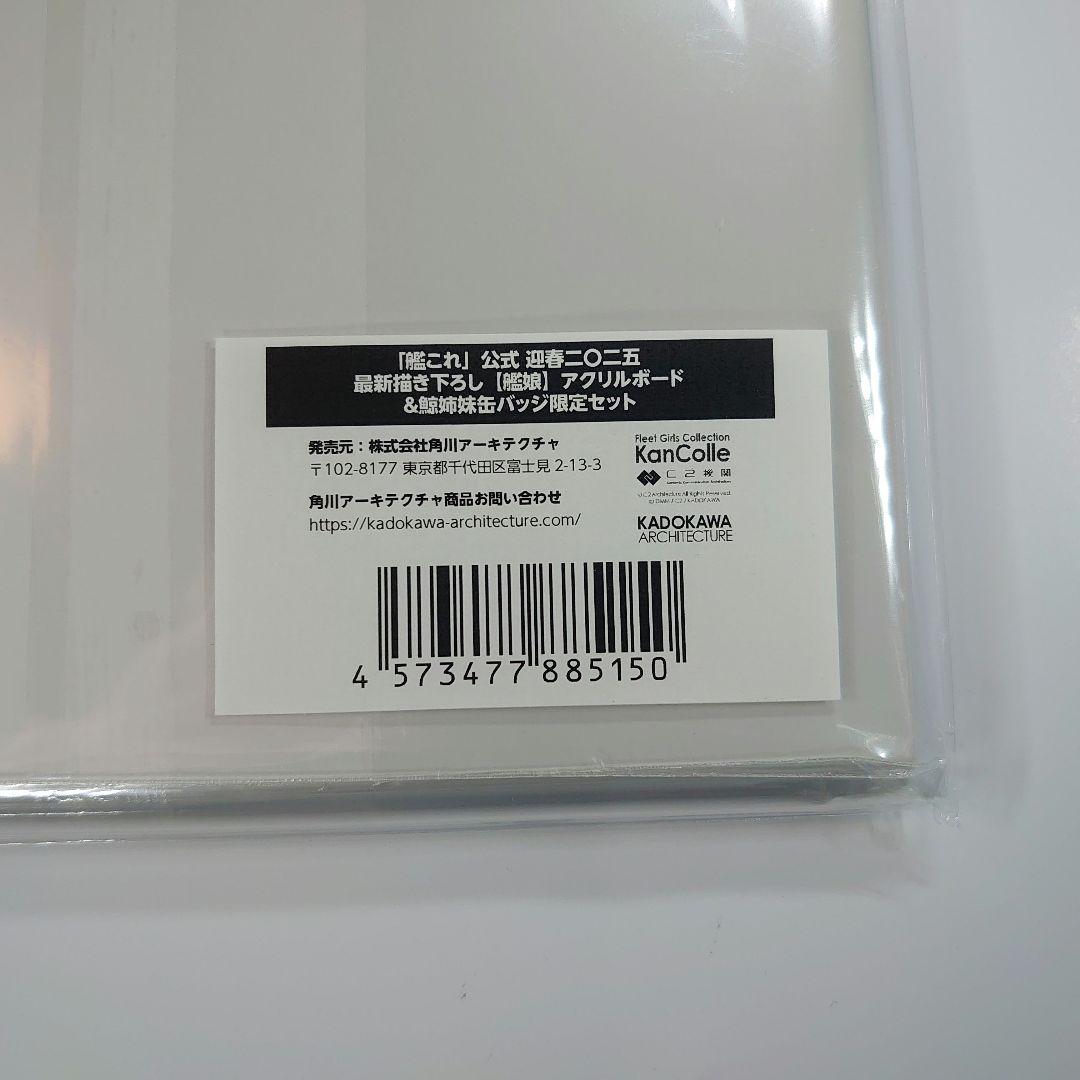 「艦これ」公式 迎春二〇二五
最新描き下ろし【艦娘】アクリルボード
&鯨姉妹缶バッジ限定セット
発売元：株式会社角川アーキテクチャ
〒102-8177 東京都千代田区富士見 2-13-3
角川アーキテクチャ商品お問い合わせ
https://kadokawa-architecture.com/
Fleet Girls Collection
KanColle
C2機関
©C2Architecture All Rights Reserved.
KADOKAWA
ARCHITECTURE
4 573477 885150